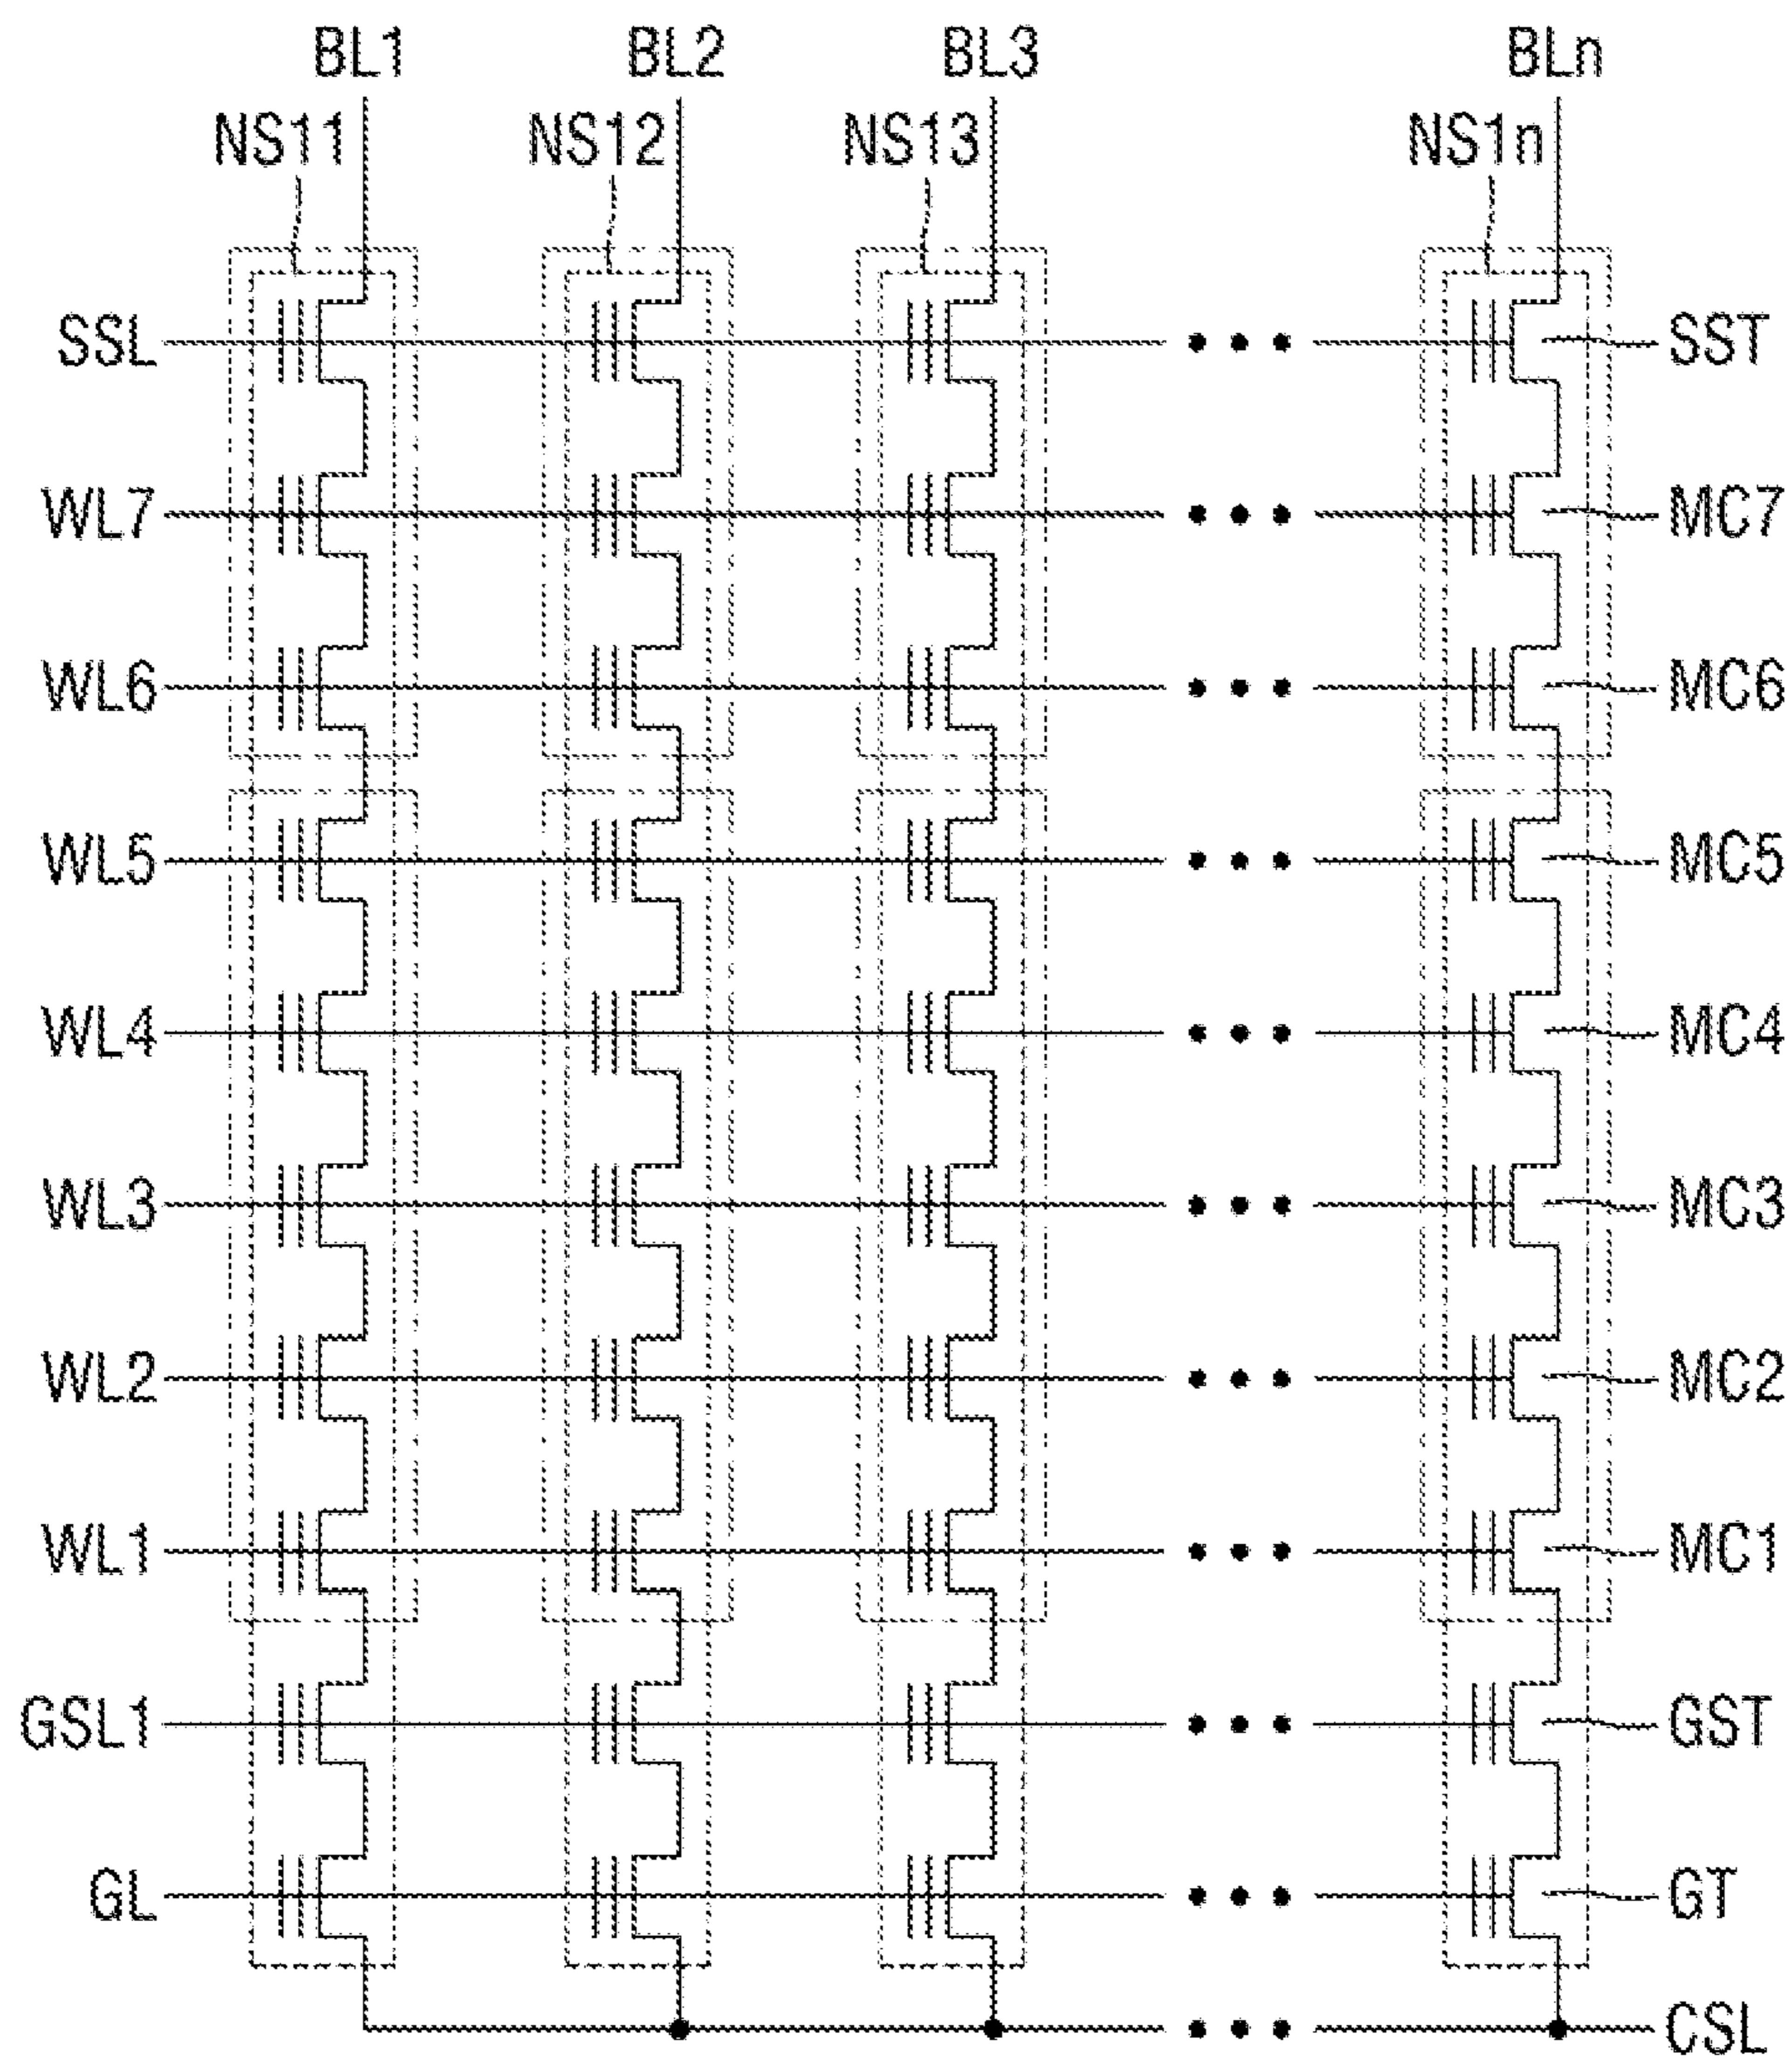 BL1 BL2 BL3 BLn
NS11 NS12 NS13 NS1n
SSL SST
WL7 MC7
WL6 MC6
WL5 MC5
WL4 MC4
WL3 MC3
WL2 MC2
WL1 MC1
GSL1 GST
GL GT
CSL